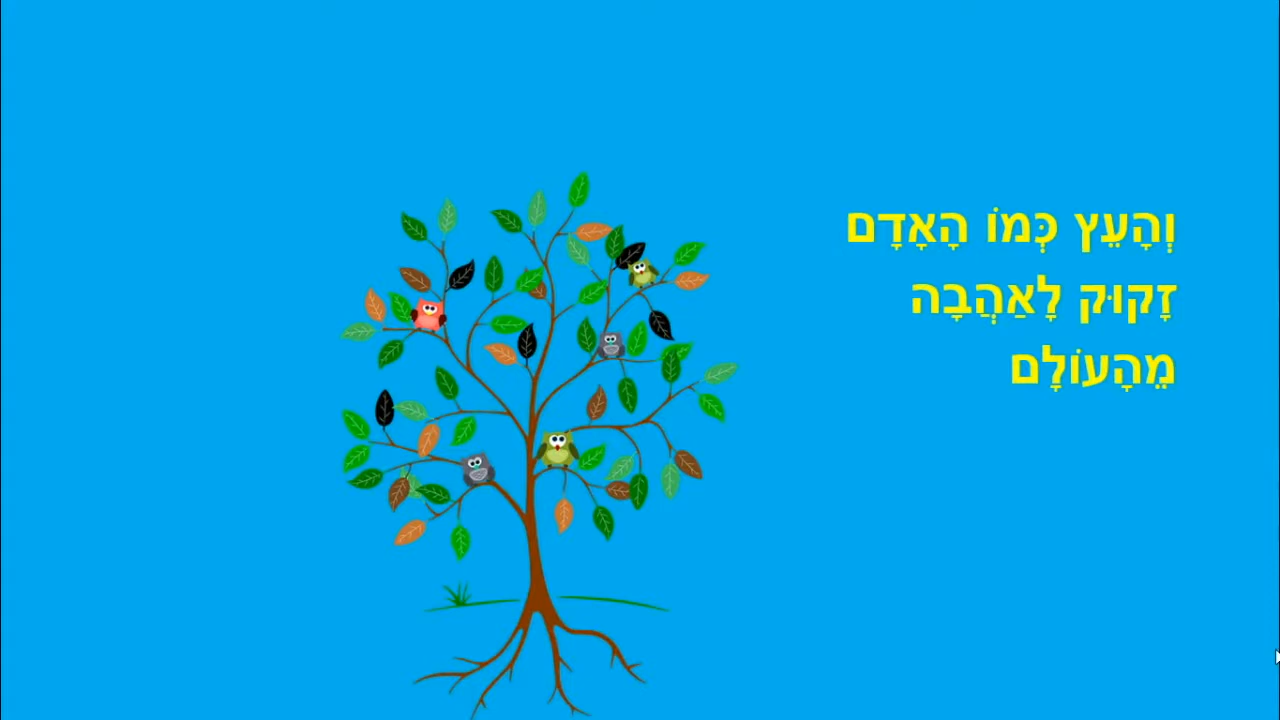 וְהָעֵץ כְּמוֹ הָאָדָם
זָקוּק לָאַהֲבָה
מֵהָעוֹלָם